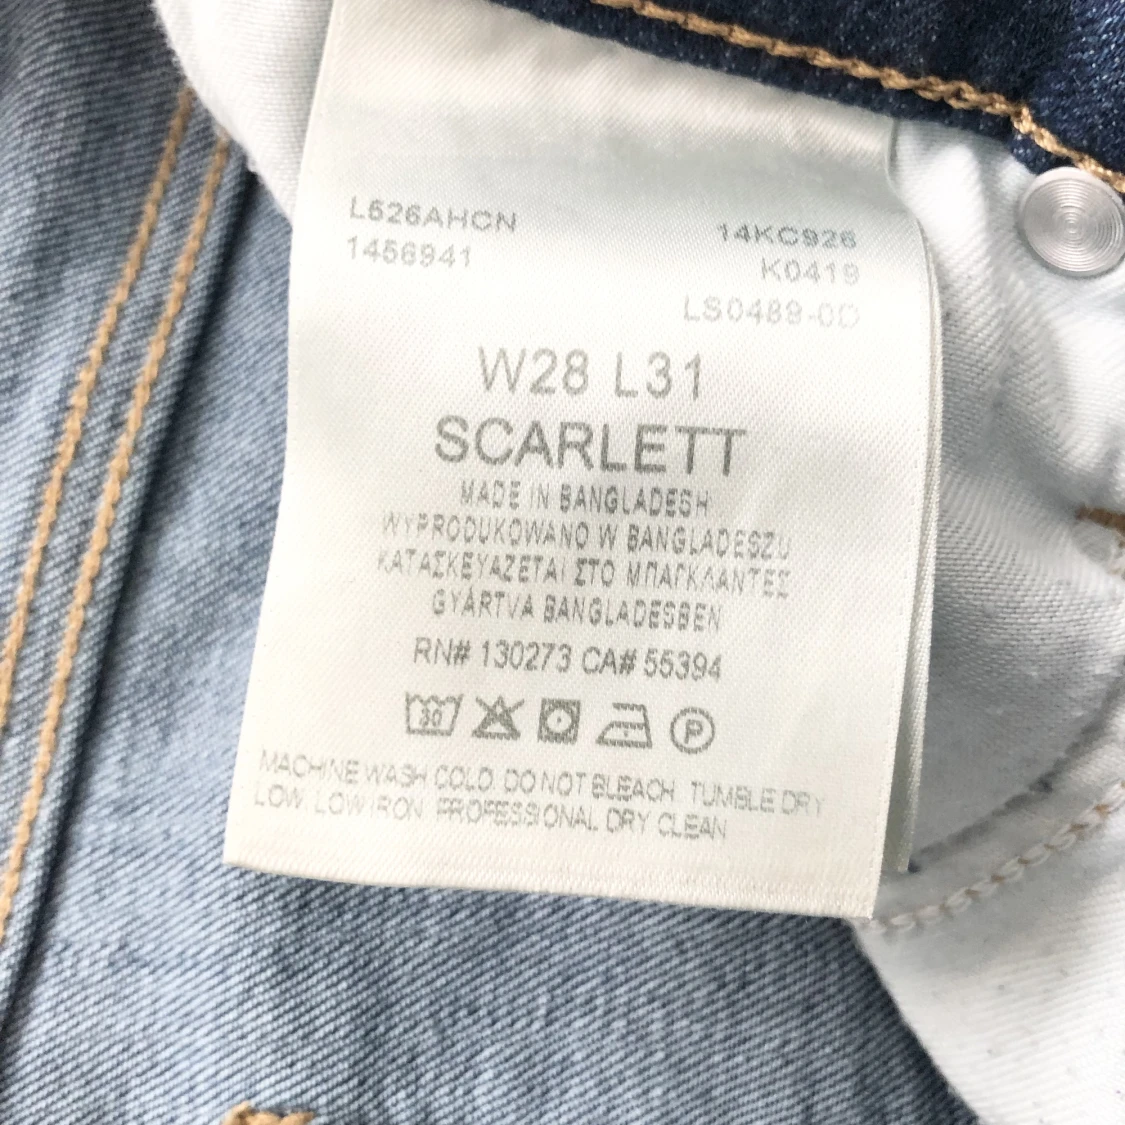 L526AHCN 14KC926
1456941 K0419
LS0489-0D
W28 L31
SCARLETT
MADE IN BANGLADESH
WYPRODUKOWANO W BANGLADESZU
ΚΑΤΑΣΚΕΥΑΖΕΤΑΙ ΣΤΟ ΜΠΑΓΚΛΑΝΤΕΣ
GYÁRTVA BANGLADESBEN
RN# 130273 CA# 55394
30 P
MACHINE WASH COLD DO NOT BLEACH TUMBLE DRY
LOW LOW IRON PROFESSIONAL DRY CLEAN